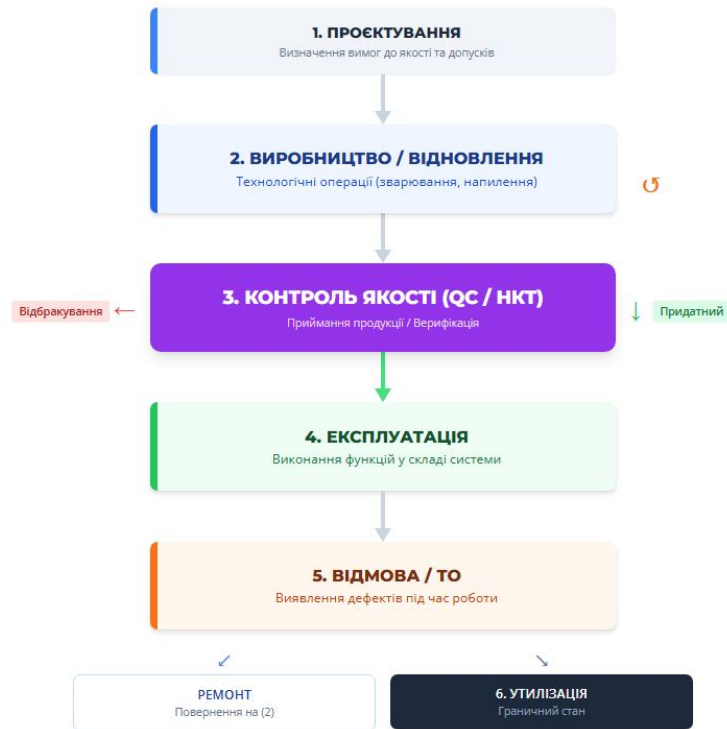 1. ПРОЄКТУВАННЯ
Визначення вимог до якості та допусків
2. ВИРОБНИЦТВО / ВІДНОВЛЕННЯ
Технологічні операції (зварювання, напилення)
3. КОНТРОЛЬ ЯКОСТІ (QC / НКТ)
Приймання продукції / Верифікація
Відбракування
Придатний
4. ЕКСПЛУАТАЦІЯ
Виконання функцій у складі системи
5. ВІДМОВА / ТО
Виявлення дефектів під час роботи
РЕМОНТ
Повернення на (2)
6. УТИЛІЗАЦІЯ
Граничний стан